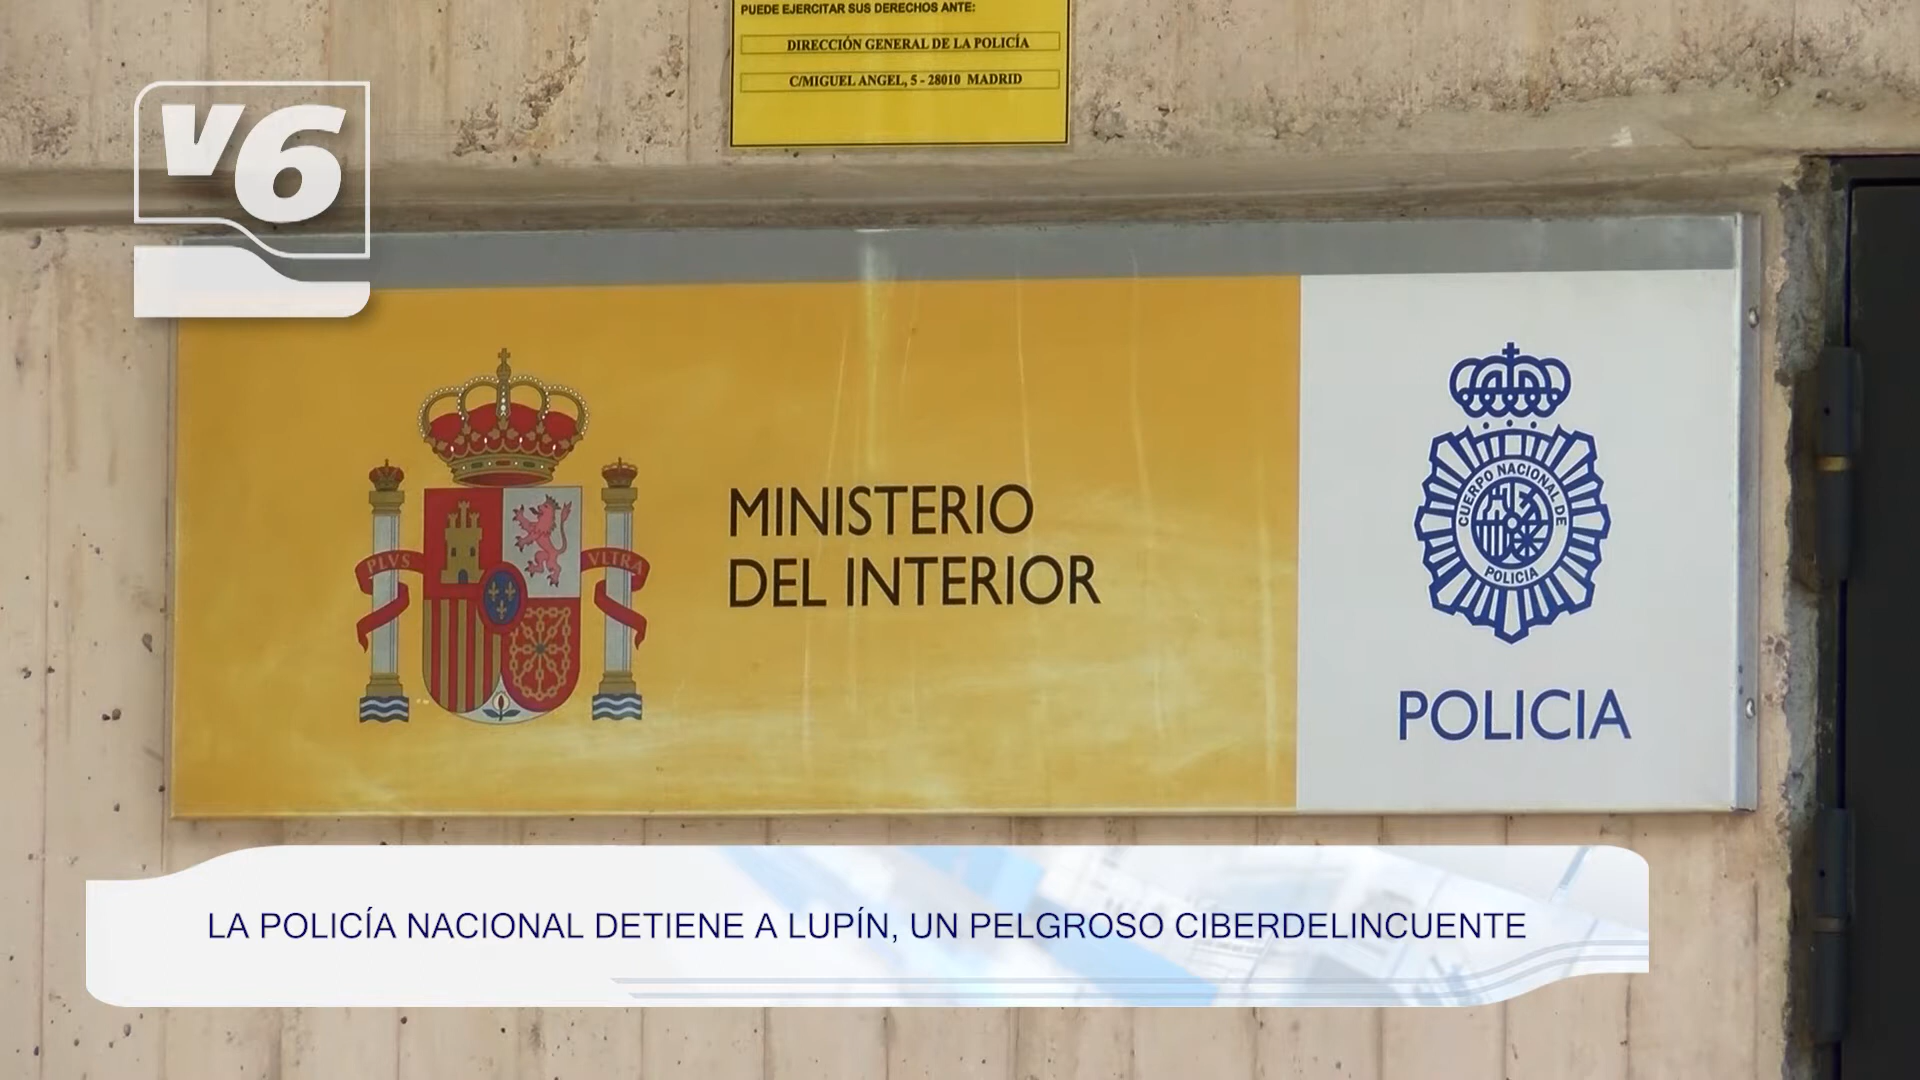 PUEDE EJERCITAR SUS DERECHOS ANTE:
DIRECCIÓN GENERAL DE LA POLICÍA
C/MIGUEL ANGEL, 5 - 28010 MADRID
V6
PLVS VLTRA
MINISTERIO
DEL INTERIOR
CUERPO NACIONAL DE
POLICIA
POLICIA
LA POLICÍA NACIONAL DETIENE A LUPÍN, UN PELGROSO CIBERDELINCUENTE